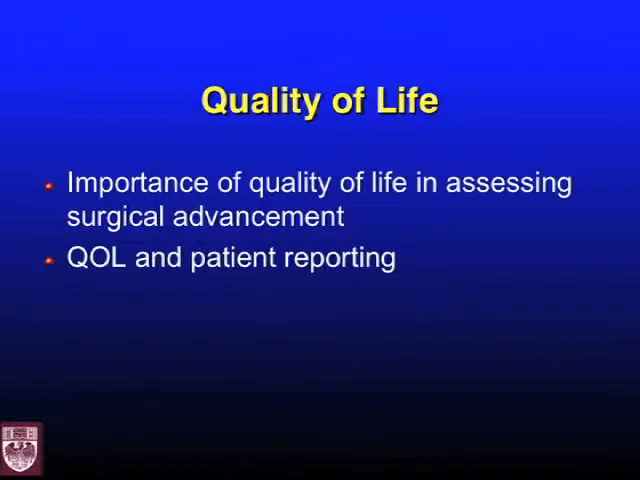 Quality of Life
Importance of quality of life in assessing
surgical advancement
QOL and patient reporting